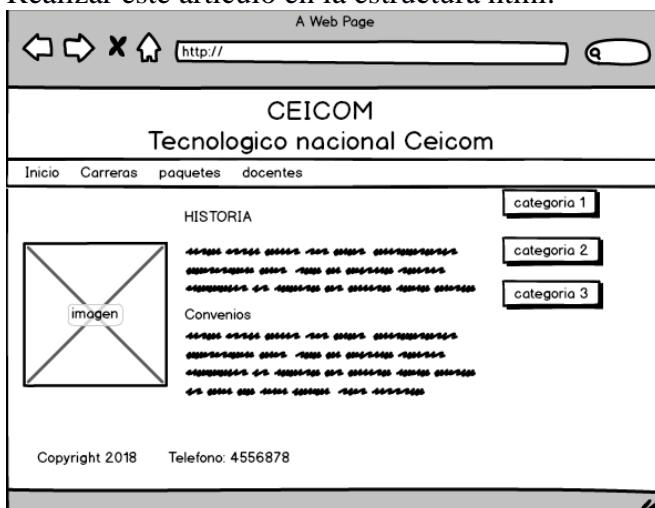 Realizar este articulo en la estructura html.
A Web Page
http://
CEICOM
Tecnologico nacional Ceicom
Inicio Carreras paquetes docentes
categoria 1
HISTORIA
categoria 2
imagen
categoria 3
Convenios
Copyright 2018 Telefono: 4556878